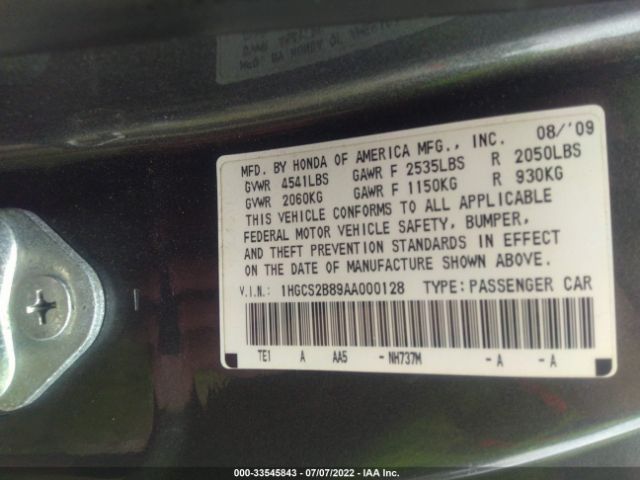 MFD. BY HONDA OF AMERICA MFG., INC. 08/'09
GVWR 4541LBS GAWR F 2535LBS R 2050LBS
GVWR 2060KG GAWR F 1150KG R 930KG
THIS VEHICLE CONFORMS TO ALL APPLICABLE
FEDERAL MOTOR VEHICLE SAFETY, BUMPER,
AND THEFT PREVENTION STANDARDS IN EFFECT
ON THE DATE OF MANUFACTURE SHOWN ABOVE.
V.I.N.: 1HGCS2B89AA000128 TYPE: PASSENGER CAR
TE1 A AA5 - NH737M - A - A
000-33545843 - 07/07/2022 - IAA Inc.